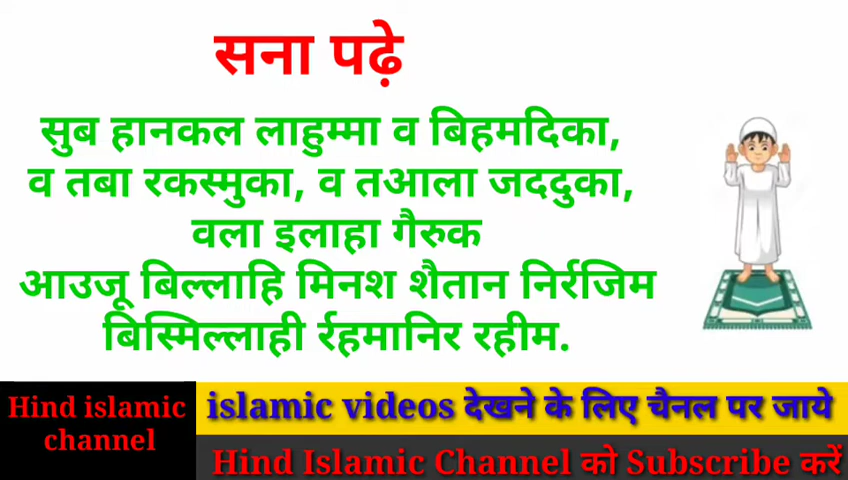 सना पढ़े
सुब हानकल लाहुम्मा व बिहमदिका,
व तबा रकस्मुका, व तआला जददुका,
वला इलाहा गैरुक
आउजू बिल्लाहि मिनश शैतान निर्रजिम
बिस्मिल्लाही र्रहमानिर रहीम.
Hind islamic
channel
islamic videos देखने के लिए चैनल पर जाये
Hind Islamic Channel को Subscribe करें